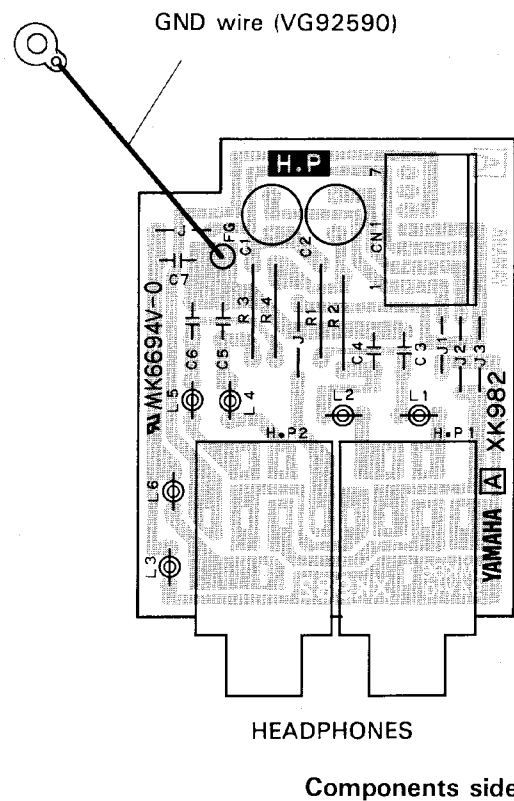 GND wire (VG92590)
H.P
7
CN1
1
FG
C1
C2
J
C7
R3
R4
R1
R2
J
C6
C5
C4
C3
J1
J2
J3
MK6694V-0
L5
L4
L2
L1
H.P2
H.P1
L6
L3
YAMAHA A XK982
HEADPHONES
Components side